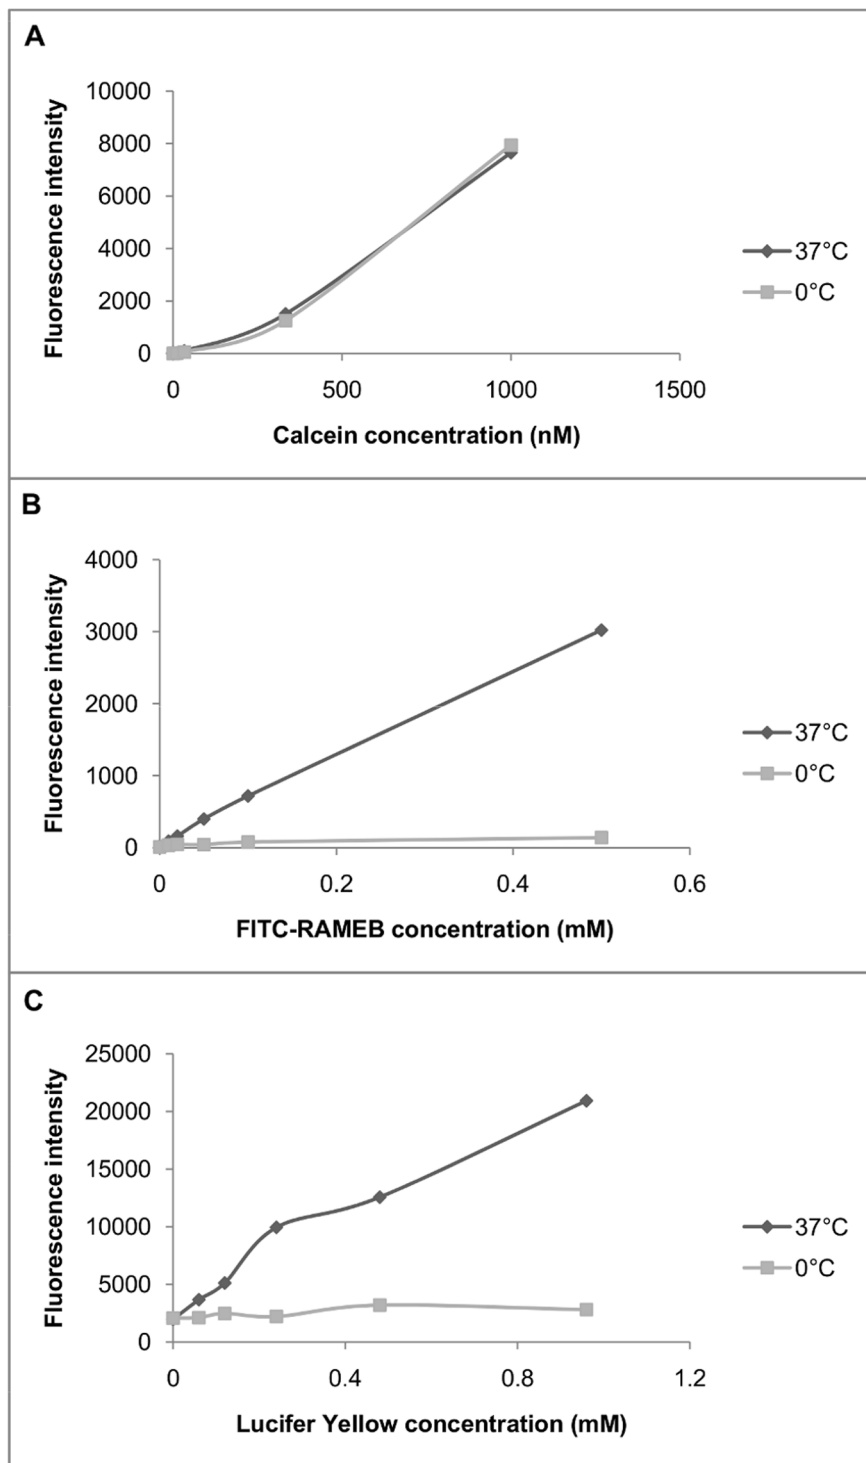 A
10000
8000
6000
4000
2000
0
Fluorescence intensity
0 500 1000 1500
Calcein concentration (nM)
37°C
0°C
B
4000
3000
2000
1000
0
Fluorescence intensity
0 0.2 0.4 0.6
FITC-RAMEB concentration (mM)
37°C
0°C
C
25000
20000
15000
10000
5000
0
Fluorescence intensity
0 0.4 0.8 1.2
Lucifer Yellow concentration (mM)
37°C
0°C